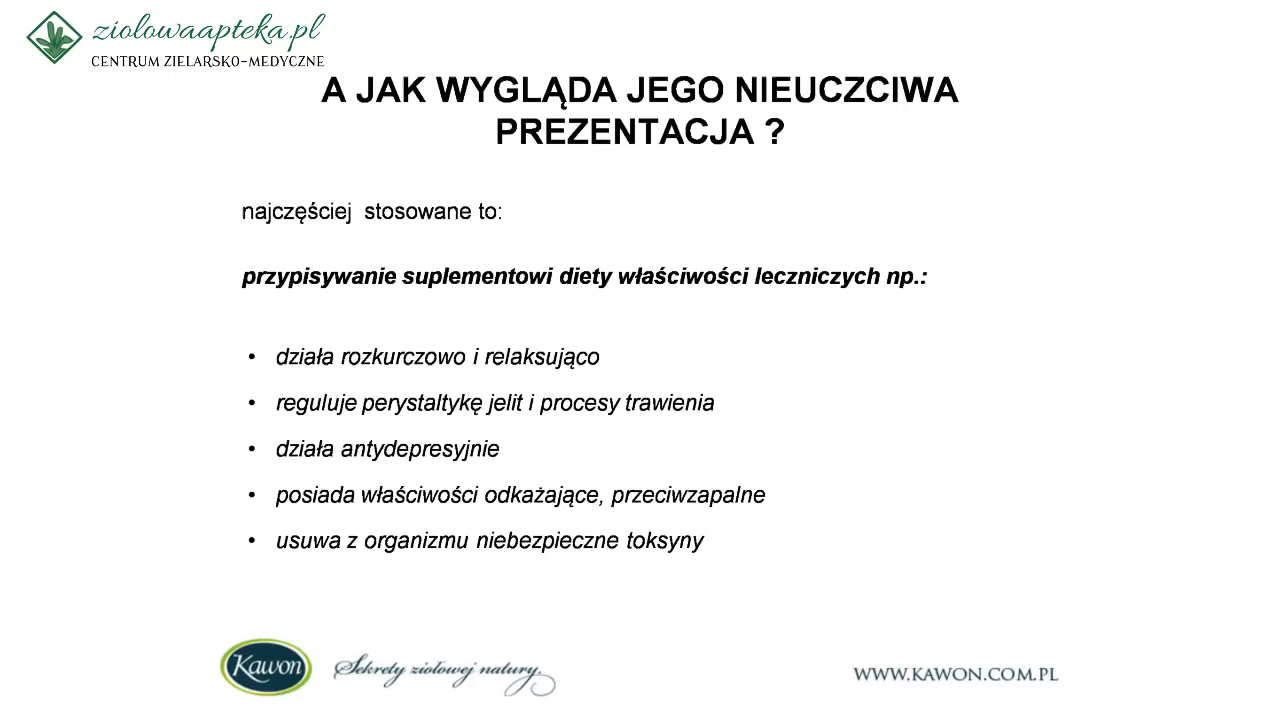 ziolowaapteka.pl
CENTRUM ZIELARSKO-MEDYCZNE
A JAK WYGLĄDA JEGO NIEUCZCIWA
PREZENTACJA ?
najczęściej stosowane to:
przypisywanie suplementowi diety właściwości leczniczych np.:
• działa rozkurczowo i relaksująco
• reguluje perystaltykę jelit i procesy trawienia
• działa antydepresyjnie
• posiada właściwości odkażające, przeciwzapalne
• usuwa z organizmu niebezpieczne toksyny
Kawon Sekrety ziołowej natury. WWW.KAWON.COM.PL